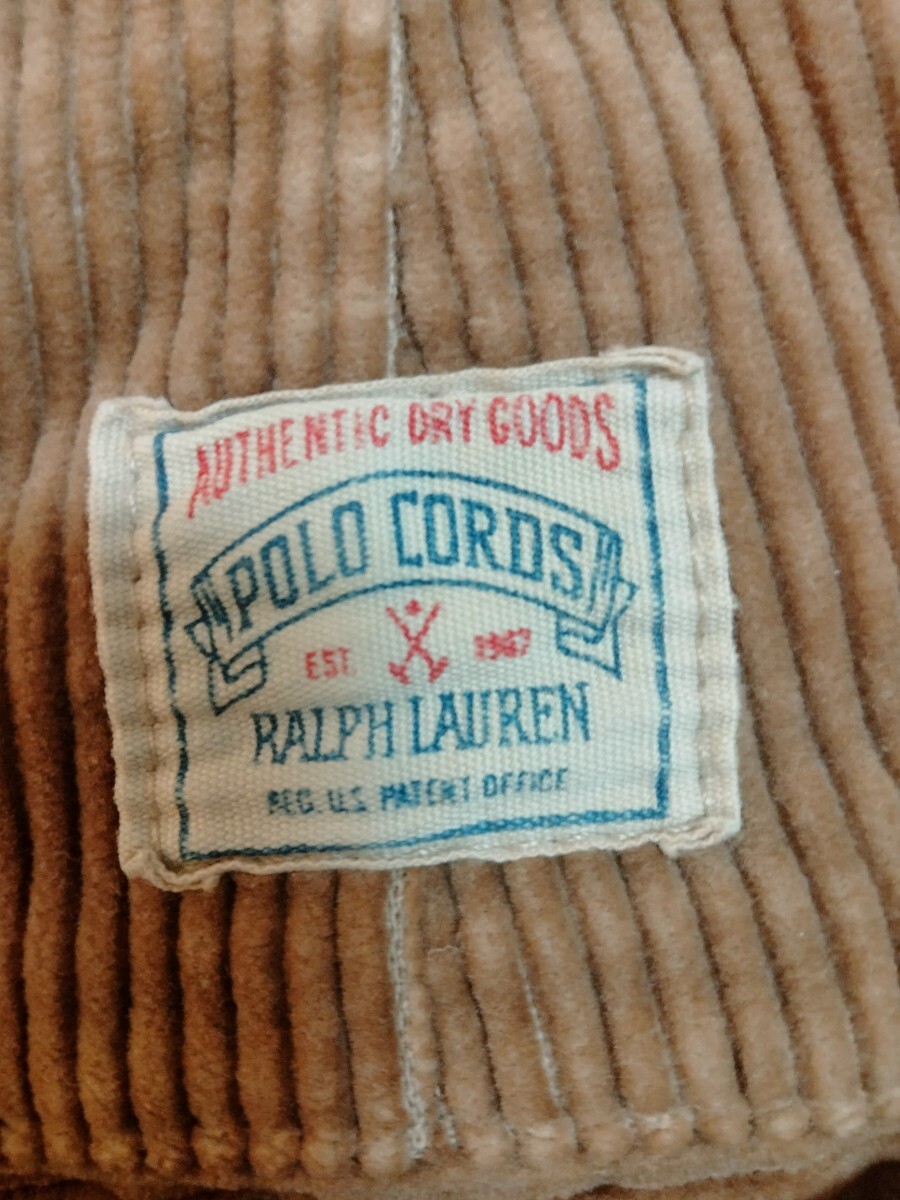 AUTHENTIC DRY GOODS
POLO CORDS
EST. 1967
RALPH LAUREN
REG. U.S. PATENT OFFICE